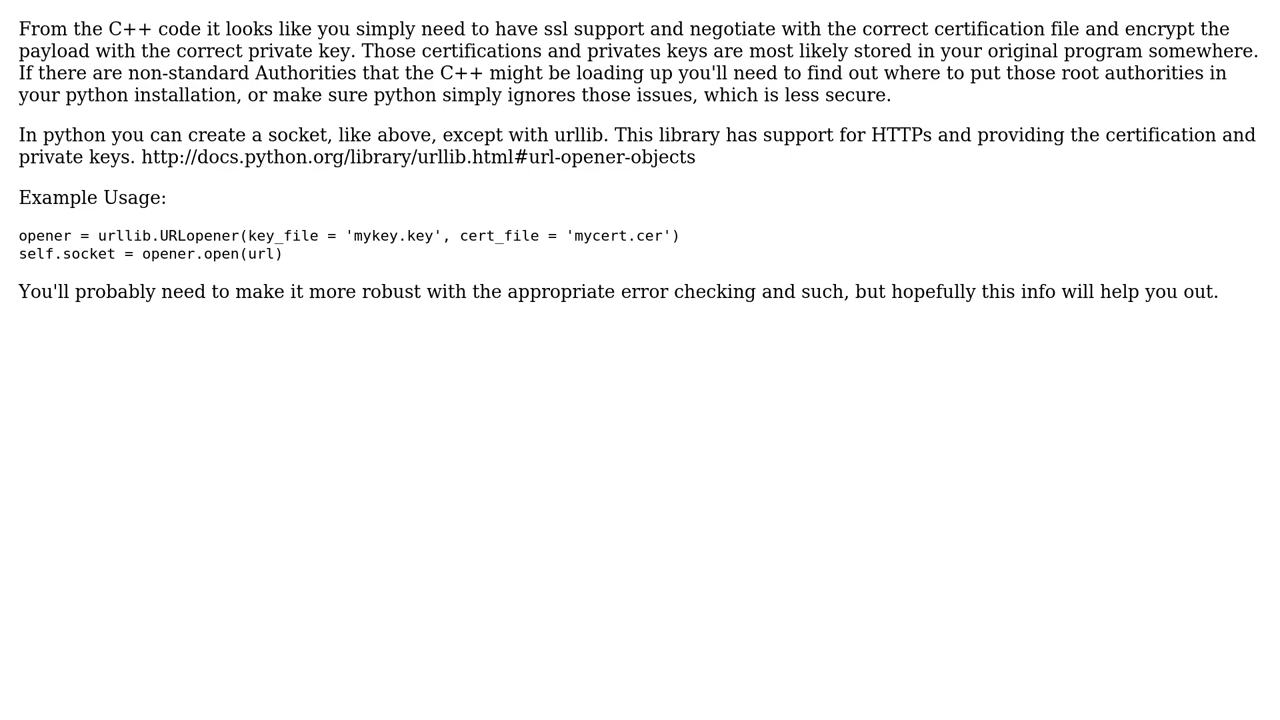 From the C++ code it looks like you simply need to have ssl support and negotiate with the correct certification file and encrypt the
payload with the correct private key. Those certifications and privates keys are most likely stored in your original program somewhere.
If there are non-standard Authorities that the C++ might be loading up you'll need to find out where to put those root authorities in
your python installation, or make sure python simply ignores those issues, which is less secure.
In python you can create a socket, like above, except with urllib. This library has support for HTTPs and providing the certification and
private keys. http://docs.python.org/library/urllib.html#url-opener-objects
Example Usage:
opener = urllib.URLopener(key_file = 'mykey.key', cert_file = 'mycert.cer')
self.socket = opener.open(url)
You'll probably need to make it more robust with the appropriate error checking and such, but hopefully this info will help you out.